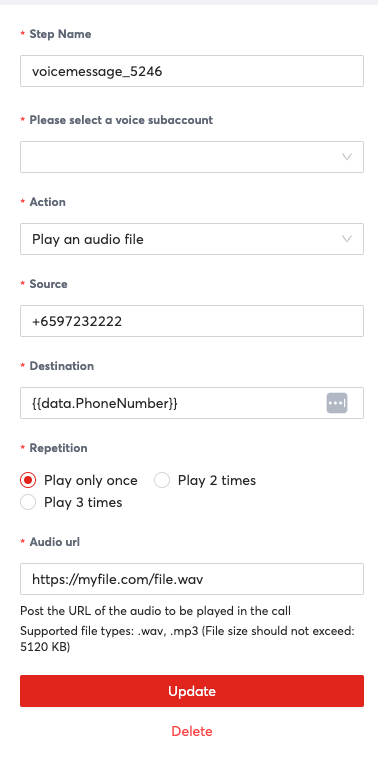 * Step Name
voicemessage_5246
* Please select a voice subaccount
* Action
Play an audio file
* Source
+6597232222
* Destination
{{data.PhoneNumber}}
* Repetition
Play only once Play 2 times
Play 3 times
* Audio url
https://myfile.com/file.wav
Post the URL of the audio to be played in the call
Supported file types: .wav, .mp3 (File size should not exceed:
5120 KB)
Update
Delete